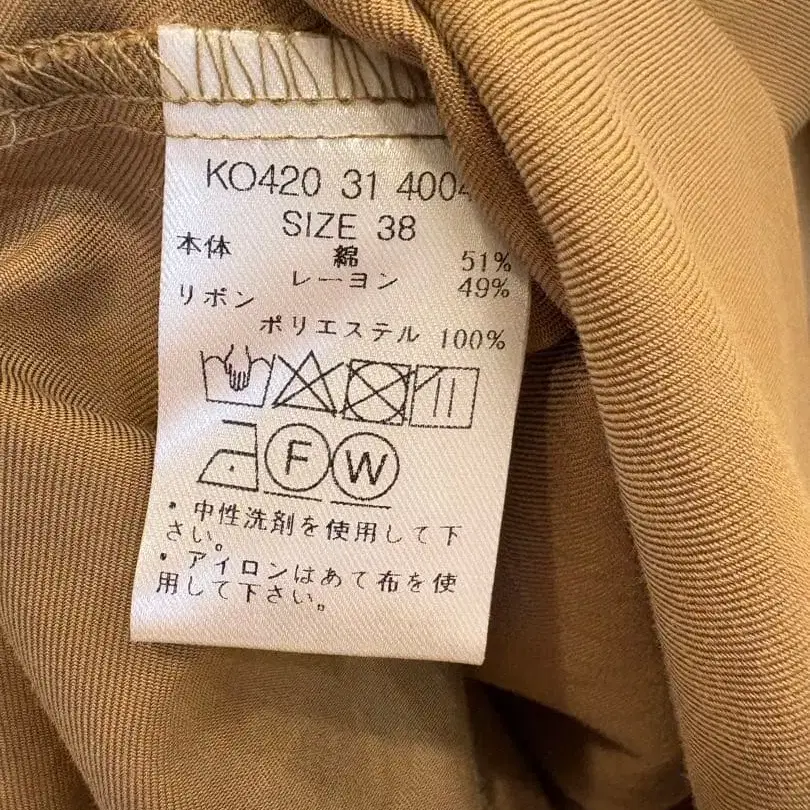 KO420 31 4004
SIZE 38
本体 綿 51%
レーヨン 49%
リボン
ポリエステル 100%
F W
・中性洗剤を使用して下
さい。
・アイロンはあて布を使
用して下さい。